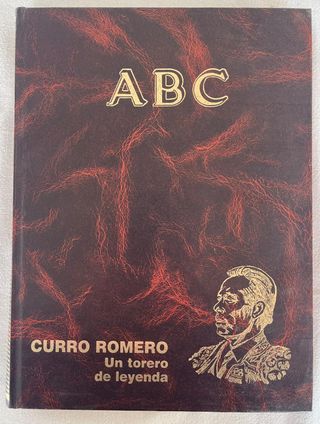 ABC
CURRO ROMERO
Un torero
de leyenda